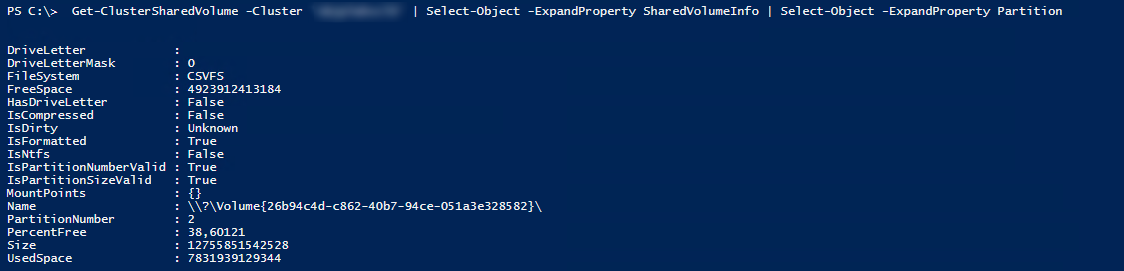 PS C:\>  Get-ClusterSharedVolume -Cluster | Select-Object -ExpandProperty SharedVolumeInfo | Select-Object -ExpandProperty Partition
DriveLetter            :
DriveLetterMask        : 0
FileSystem             : CSVFS
FreeSpace              : 4923912413184
HasDriveLetter         : False
IsCompressed           : False
IsDirty                : Unknown
IsFormatted            : True
IsNtfs                 : False
IsPartitionNumberValid : True
IsPartitionSizeValid   : True
MountPoints            : {}
Name                   : \\?\Volume{26b94c4d-c862-40b7-94ce-051a3e328582}\
PartitionNumber        : 2
PercentFree            : 38,60121
Size                   : 12755851542528
UsedSpace              : 7831939129344